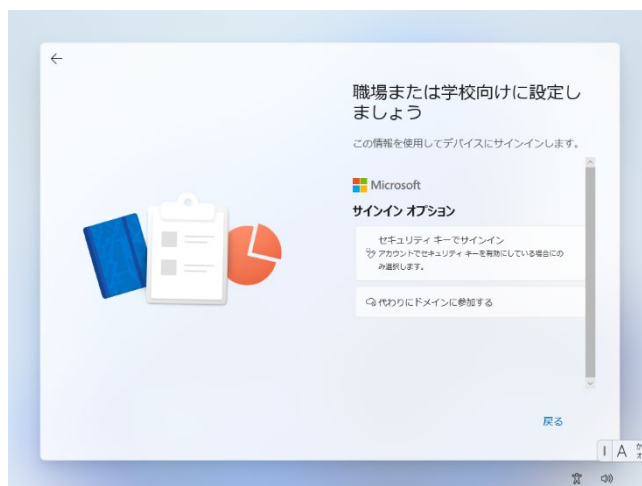 職場または学校向けに設定し
ましょう
この情報を使用してデバイスにサインインします。
Microsoft
サインイン オプション
セキュリティ キーでサインイン
アカウントでセキュリティ キーを有効にしている場合にの
み選択します。
代わりにドメインに参加する
戻る
A